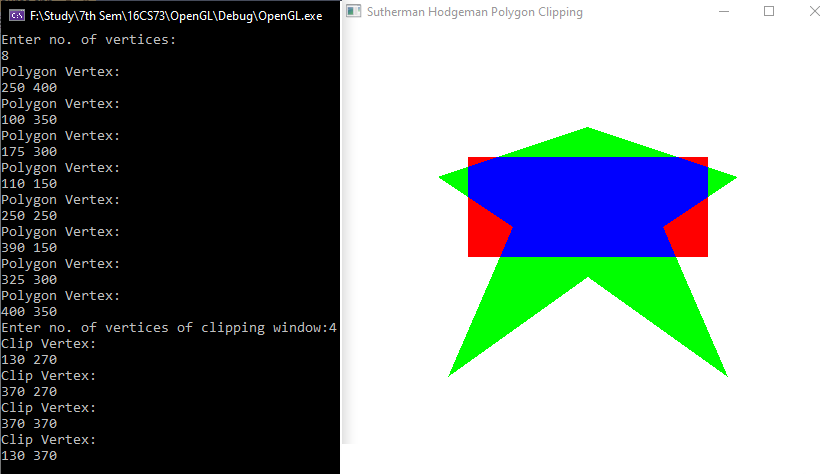 F:\Study\7th Sem\16CS73\OpenGL\Debug\OpenGL.exe
Enter no. of vertices:
8
Polygon Vertex:
250 400
Polygon Vertex:
100 350
Polygon Vertex:
175 300
Polygon Vertex:
110 150
Polygon Vertex:
250 250
Polygon Vertex:
390 150
Polygon Vertex:
325 300
Polygon Vertex:
400 350
Enter no. of vertices of clipping window:4
Clip Vertex:
130 270
Clip Vertex:
370 270
Clip Vertex:
370 370
Clip Vertex:
130 370
Sutherman Hodgeman Polygon Clipping